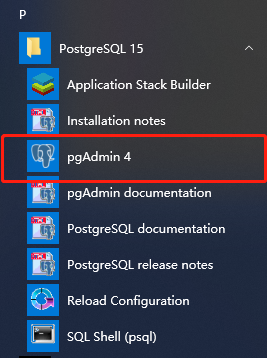 P
PostgreSQL 15
Application Stack Builder
Installation notes
pgAdmin 4
pgAdmin documentation
PostgreSQL documentation
PostgreSQL release notes
Reload Configuration
SQL Shell (psql)